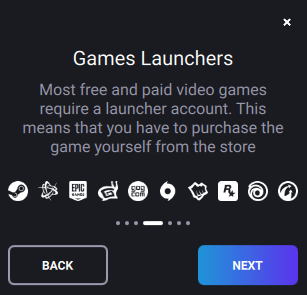 Games Launchers
Most free and paid video games
require a launcher account. This
means that you have to purchase the
game yourself from the store
EPIC
GAMES
GOG
COM
R
BACK
NEXT